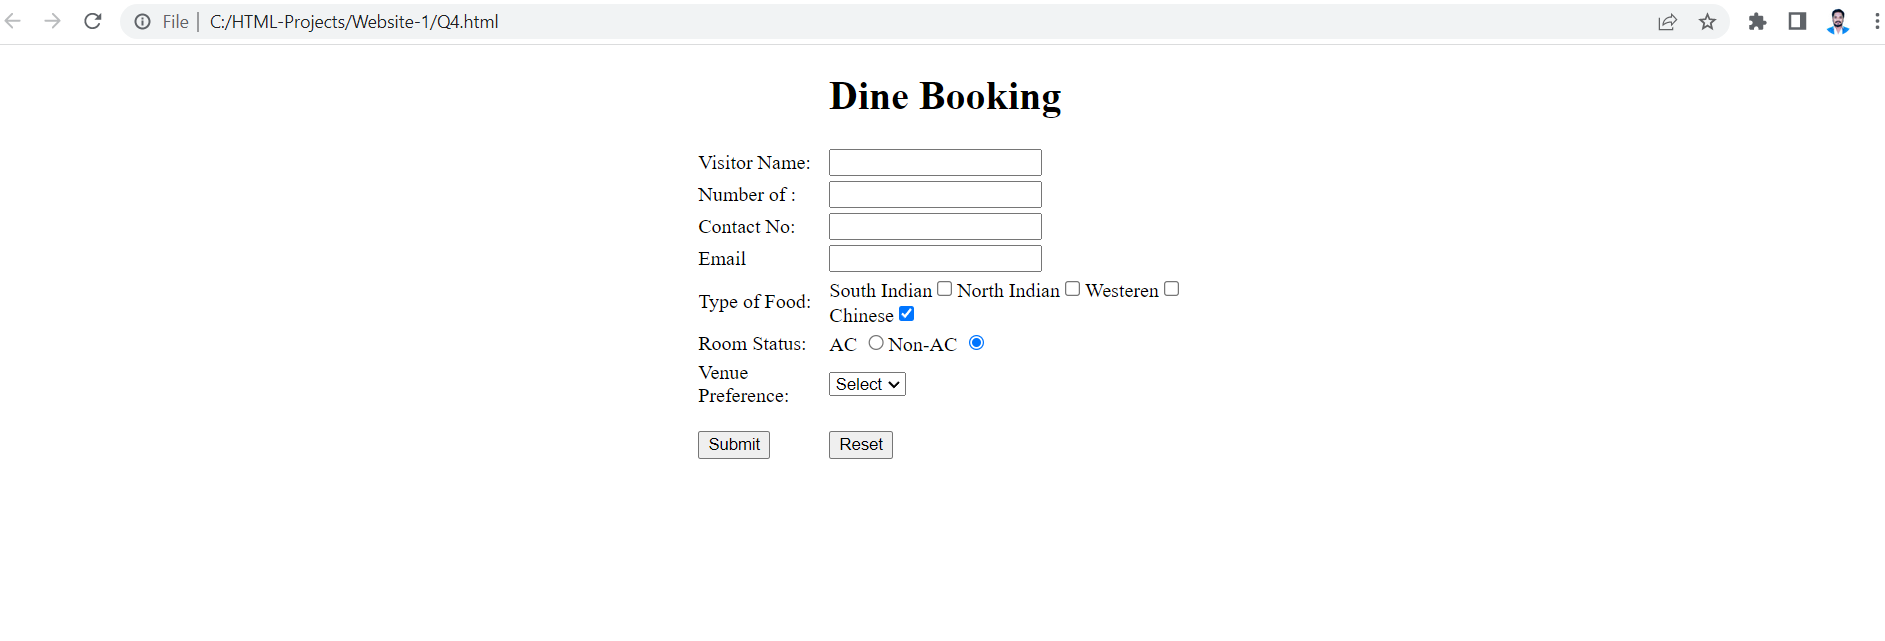 File | C:/HTML-Projects/Website-1/Q4.html
Dine Booking
Visitor Name:
Number of :
Contact No:
Email
Type of Food: South Indian North Indian Westeren
Chinese
Room Status: AC Non-AC
Venue
Preference: Select
Submit Reset